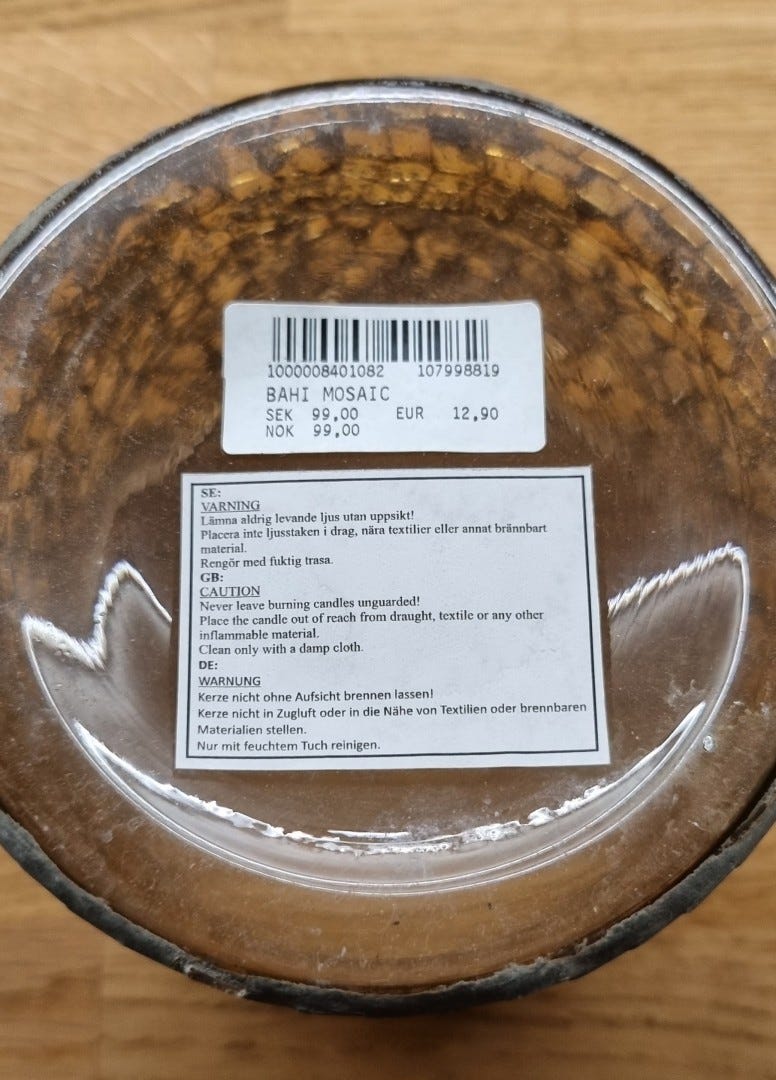 1000008401082 107998819
BAHI MOSAIC
SEK 99,00 EUR 12,90
NOK 99,00
SE:
VARNING
Lämna aldrig levande ljus utan uppsikt!
Placera inte ljusstaken i drag, nära textilier eller annat brännbart
material.
Rengör med fuktig trasa.
GB:
CAUTION
Never leave burning candles unguarded!
Place the candle out of reach from draught, textile or any other
inflammable material.
Clean only with a damp cloth.
DE:
WARNUNG
Kerze nicht ohne Aufsicht brennen lassen!
Kerze nicht in Zugluft oder in die Nähe von Textilien oder brennbaren
Materialien stellen.
Nur mit feuchtem Tuch reinigen.